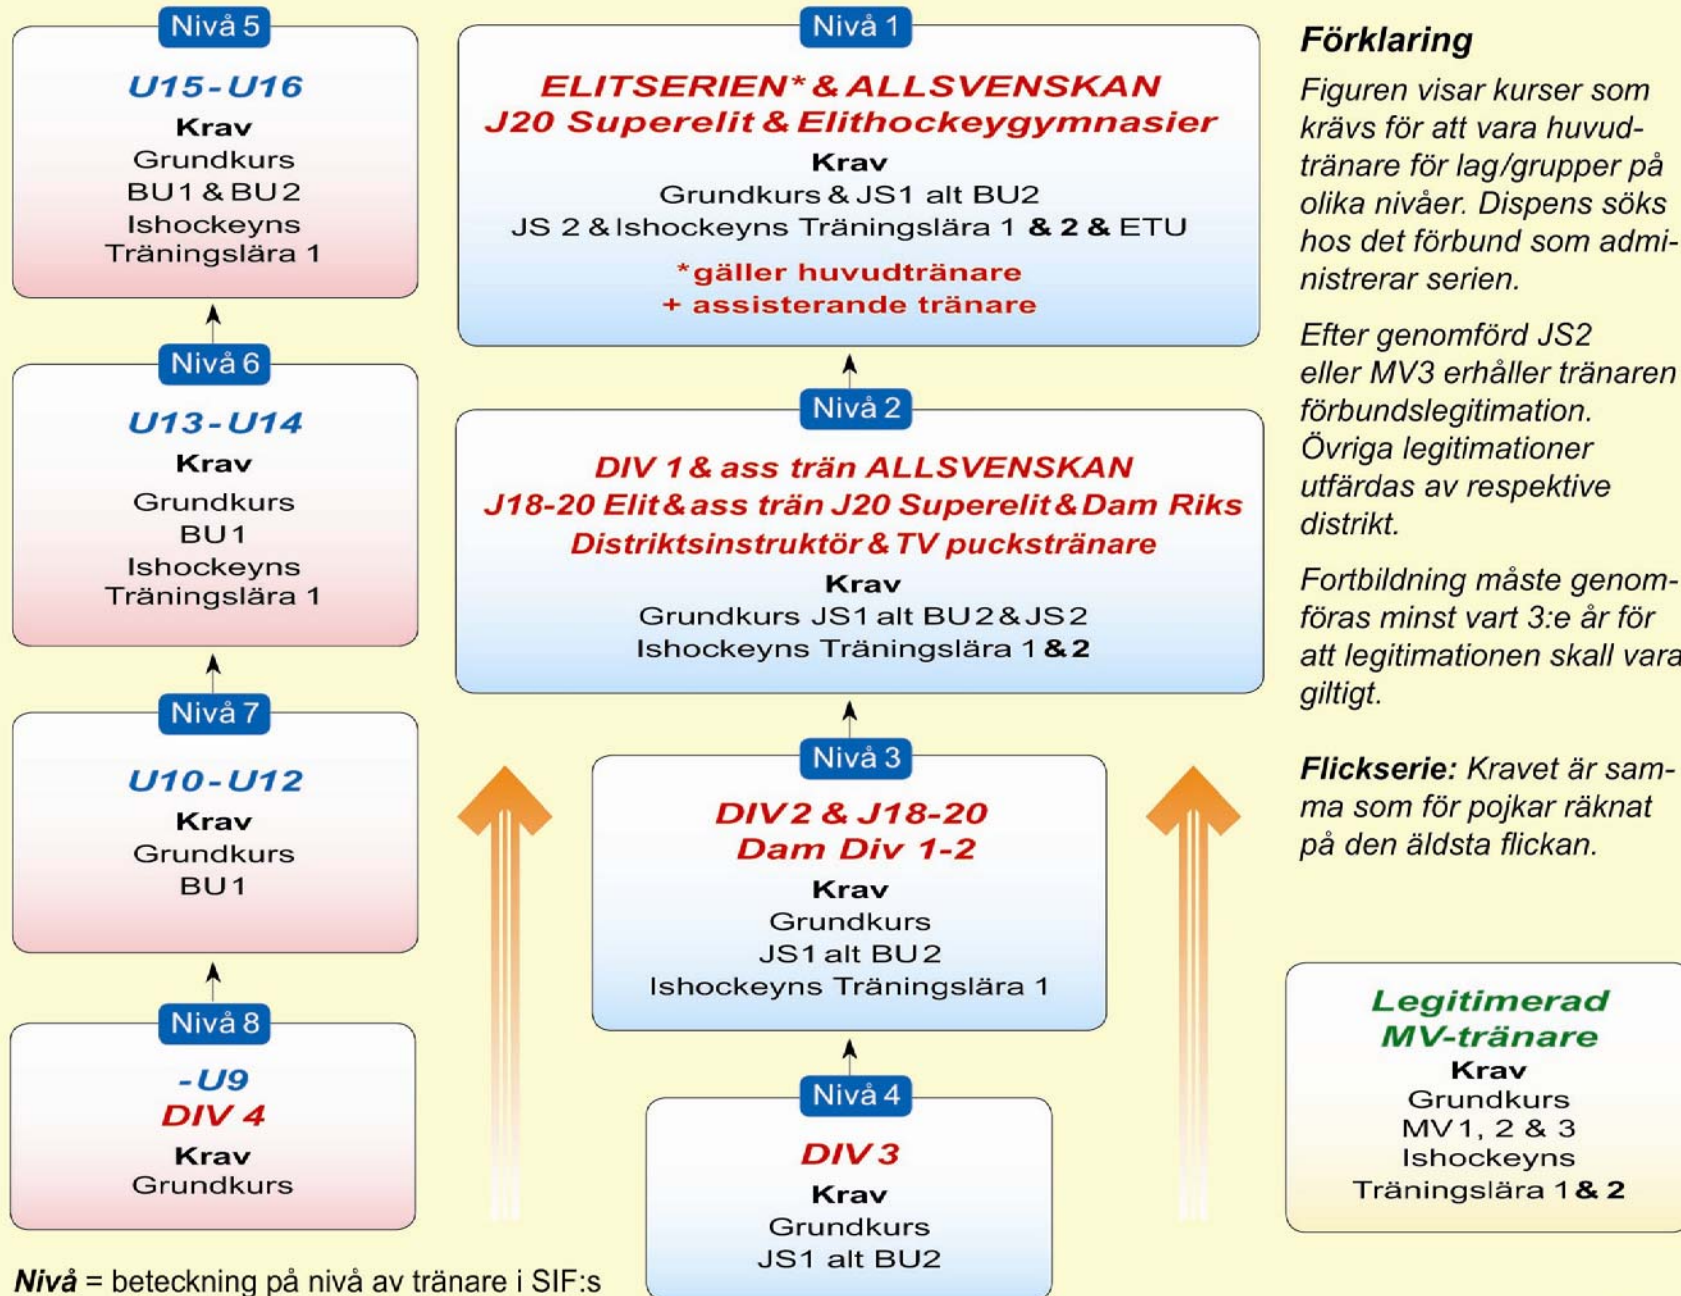 Nivå 5
U15-U16
Krav
Grundkurs
BU1 & BU2
Ishockeyns
Träningslära 1
Nivå 6
U13-U14
Krav
Grundkurs
BU1
Ishockeyns
Träningslära 1
Nivå 7
U10-U12
Krav
Grundkurs
BU1
Nivå 8
-U9
DIV 4
Krav
Grundkurs
Nivå = beteckning på nivå av tränare i SIF:s
Nivå 1
ELITSERIEN* & ALLSVENSKAN
J20 Superelit & Elithockeygymnasier
Krav
Grundkurs & JS1 alt BU2
JS 2 & Ishockeyns Träningslära 1 & 2 & ETU
*gäller huvudtränare
+ assisterande tränare
Nivå 2
DIV 1 & ass trän ALLSVENSKAN
J18-20 Elit & ass trän J20 Superelit & Dam Riks
Distriktsinstruktör & TV puckstränare
Krav
Grundkurs JS1 alt BU2 & JS2
Ishockeyns Träningslära 1 & 2
Nivå 3
DIV 2 & J18-20
Dam Div 1-2
Krav
Grundkurs
JS1 alt BU2
Ishockeyns Träningslära 1
Nivå 4
DIV 3
Krav
Grundkurs
JS1 alt BU2
Förklaring
Figuren visar kurser som
krävs för att vara huvud-
tränare för lag/grupper på
olika nivåer. Dispens söks
hos det förbund som admi-
nistrerar serien.
Efter genomförd JS2
eller MV3 erhåller tränaren
förbundslegitimation.
Övriga legitimationer
utfärdas av respektive
distrikt.
Fortbildning måste genom-
föras minst vart 3:e år för
att legitimationen skall vara
giltigt.
Flickserie: Kravet är sam-
ma som för pojkar räknat
på den äldsta flickan.
Legitimerad
MV-tränare
Krav
Grundkurs
MV1, 2 & 3
Ishockeyns
Träningslära 1 & 2